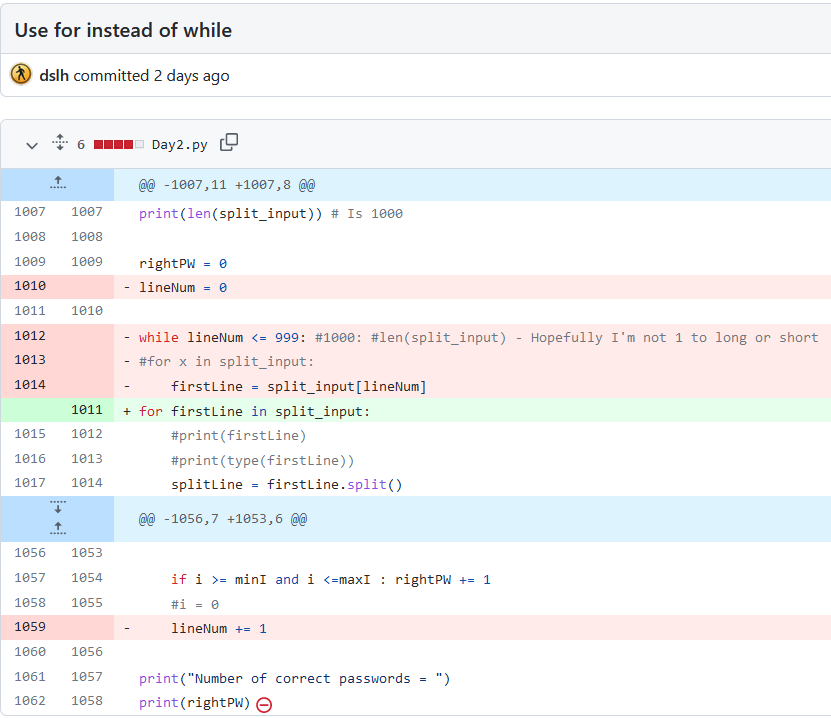 Use for instead of while
dslh committed 2 days ago
6 Day2.py
@@ -1007,11 +1007,8 @@
1007 1007 print(len(split_input)) # Is 1000
1008 1008
1009 1009 rightPW = 0
1010 - lineNum = 0
1011 1010
1012 - while lineNum <= 999: #1000: #len(split_input) - Hopefully I'm not 1 to long or short
1013 - #for x in split_input:
1014 - firstLine = split_input[lineNum]
1011 + for firstLine in split_input:
1015 1012 #print(firstLine)
1016 1013 #print(type(firstLine))
1017 1014 splitLine = firstLine.split()
@@ -1056,7 +1053,6 @@
1056 1053
1057 1054 if i >= minI and i <=maxI : rightPW += 1
1058 1055 #i = 0
1059 - lineNum += 1
1060 1056
1061 1057 print("Number of correct passwords = ")
1062 1058 print(rightPW)